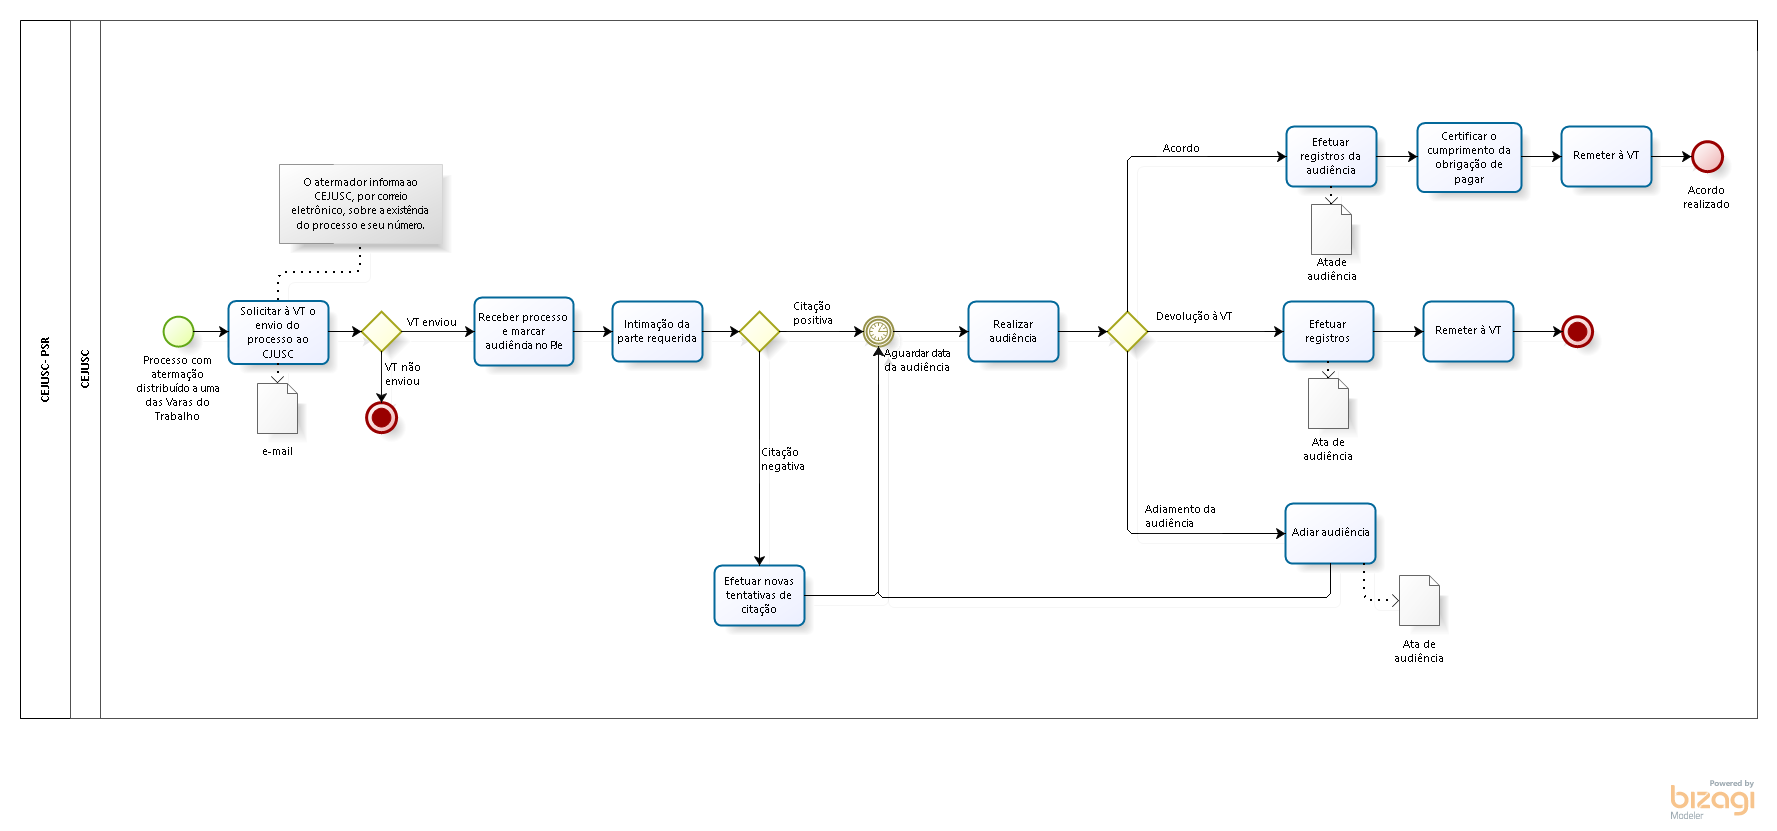 CEJUSC - PSR
CEJUSC
O atermador informa ao
CEJUSC, por correio
eletrônico, sobre a existência
do processo e seu número.
Processo com
atermação
distribuído a uma
das Varas do
Trabalho
Solicitar à VT o
envio do
processo ao
CJUSC
e-mail
VT enviou
VT não
enviou
Receber processo
e marcar
audiência no PJe
Intimação da
parte requerida
Citação
positiva
Citação
negativa
Efetuar novas
tentativas de
citação
Aguardar data
da audiência
Realizar
audiência
Acordo
Efetuar
registros da
audiência
Ata de
audiência
Certificar o
cumprimento da
obrigação de
pagar
Remeter à VT
Acordo
realizado
Devolução à VT
Efetuar
registros
Ata de
audiência
Remeter à VT
Adiamento da
audiência
Adiar audiência
Ata de
audiência
Powered by
bizagi
Modeler